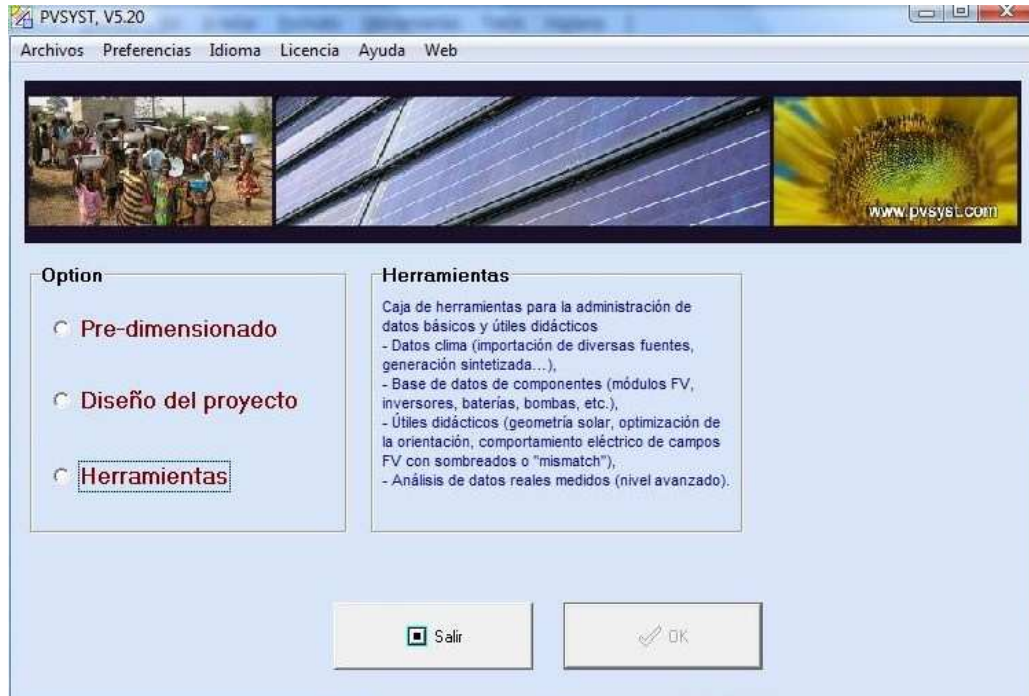 PVSYST, V5.20
Archivos Preferencias Idioma Licencia Ayuda Web
www.pvsyst.com
Option
Pre-dimensionado
Diseño del proyecto
Herramientas
Herramientas
Caja de herramientas para la administración de
datos básicos y útiles didácticos
- Datos clima (importación de diversas fuentes,
generación sintetizada...),
- Base de datos de componentes (módulos FV,
inversores, baterías, bombas, etc.),
- Útiles didácticos (geometría solar, optimización de
la orientación, comportamiento eléctrico de campos
FV con sombreados o "mismatch"),
- Análisis de datos reales medidos (nivel avanzado).
Salir
OK